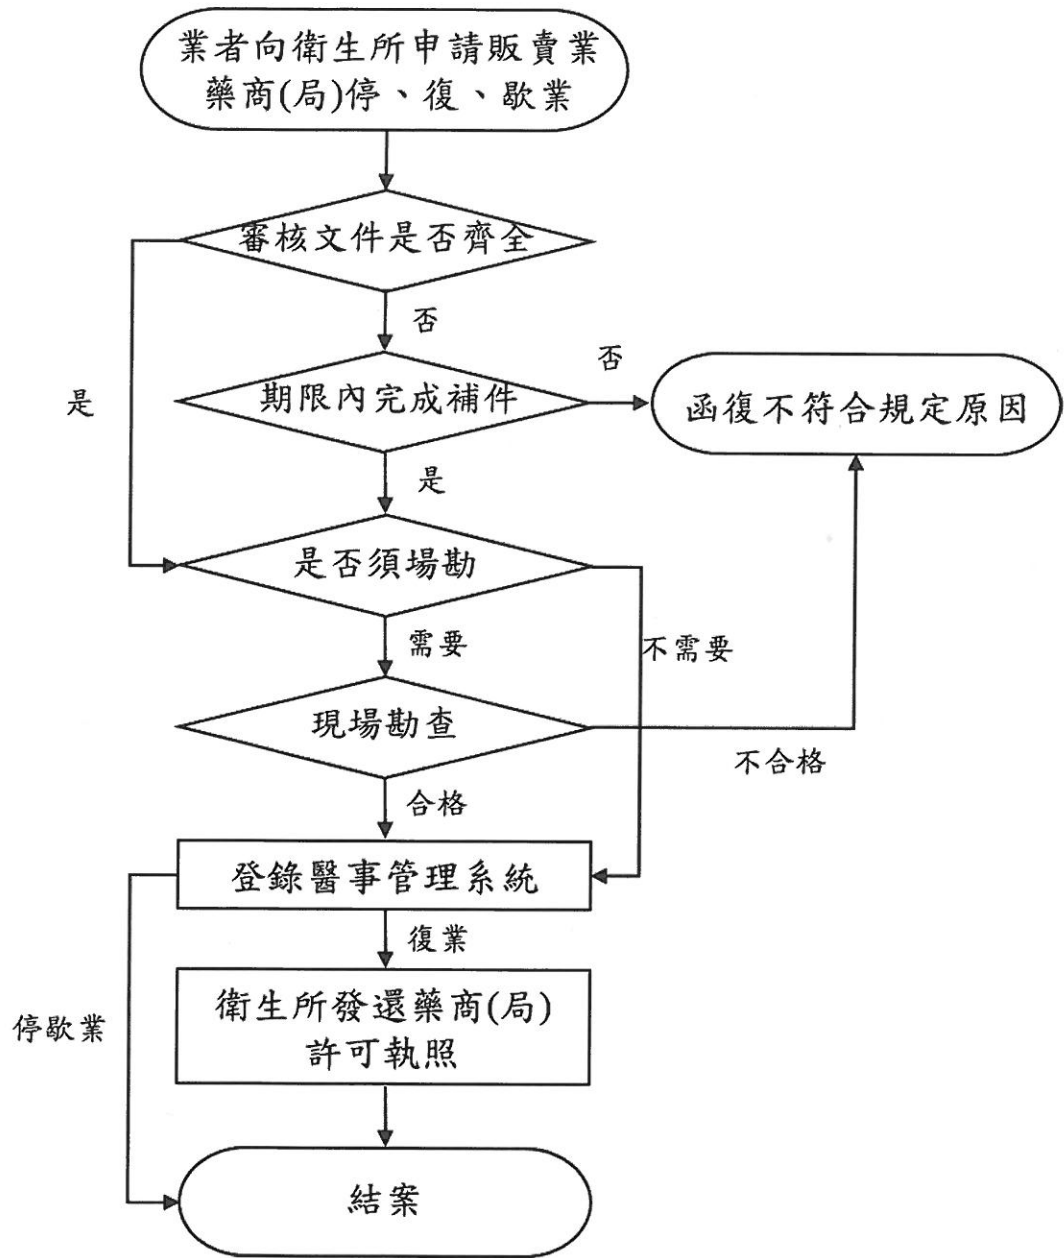 業者向衛生所申請販賣業
藥商(局)停、復、歇業
審核文件是否齊全
否
是
期限內完成補件
否
函復不符合規定原因
是
是否須場勘
需要
不需要
現場勘查
不合格
合格
登錄醫事管理系統
復業
停歇業
衛生所發還藥商(局)
許可執照
結案